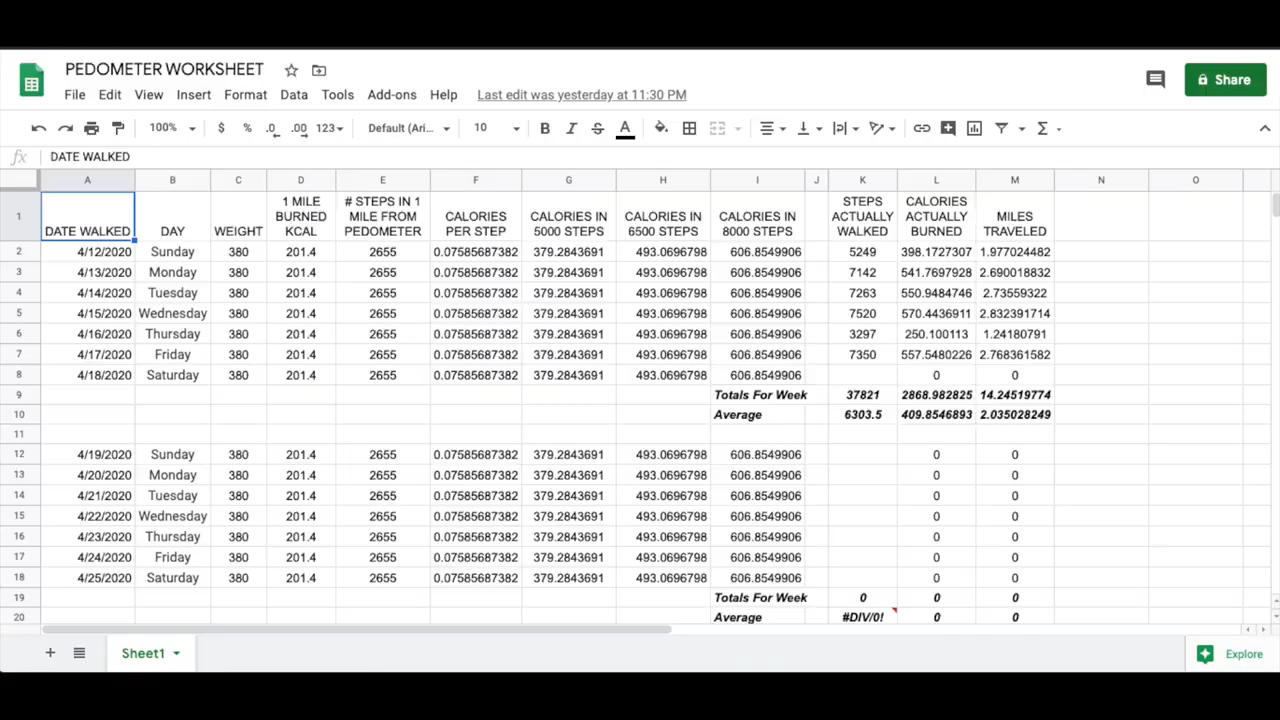 PEDOMETER WORKSHEET
File Edit View Insert Format Data Tools Add-ons Help Last edit was yesterday at 11:30 PM
Share
100% $ % .0 .00 123 Default (Ari... 10 B I S A
fx DATE WALKED
A B C D E F G H I J K L M N O
1 DATE WALKED DAY WEIGHT 1 MILE BURNED KCAL # STEPS IN 1 MILE FROM PEDOMETER CALORIES PER STEP CALORIES IN 5000 STEPS CALORIES IN 6500 STEPS CALORIES IN 8000 STEPS STEPS ACTUALLY WALKED CALORIES ACTUALLY BURNED MILES TRAVELED
2 4/12/2020 Sunday 380 201.4 2655 0.07585687382 379.2843691 493.0696798 606.8549906 5249 398.1727307 1.977024482
3 4/13/2020 Monday 380 201.4 2655 0.07585687382 379.2843691 493.0696798 606.8549906 7142 541.7697928 2.690018832
4 4/14/2020 Tuesday 380 201.4 2655 0.07585687382 379.2843691 493.0696798 606.8549906 7263 550.9484746 2.73559322
5 4/15/2020 Wednesday 380 201.4 2655 0.07585687382 379.2843691 493.0696798 606.8549906 7520 570.4436911 2.832391714
6 4/16/2020 Thursday 380 201.4 2655 0.07585687382 379.2843691 493.0696798 606.8549906 3297 250.100113 1.24180791
7 4/17/2020 Friday 380 201.4 2655 0.07585687382 379.2843691 493.0696798 606.8549906 7350 557.5480226 2.768361582
8 4/18/2020 Saturday 380 201.4 2655 0.07585687382 379.2843691 493.0696798 606.8549906 0 0
9 Totals For Week 37821 2868.982825 14.24519774
10 Average 6303.5 409.8546893 2.035028249
11
12 4/19/2020 Sunday 380 201.4 2655 0.07585687382 379.2843691 493.0696798 606.8549906 0 0
13 4/20/2020 Monday 380 201.4 2655 0.07585687382 379.2843691 493.0696798 606.8549906 0 0
14 4/21/2020 Tuesday 380 201.4 2655 0.07585687382 379.2843691 493.0696798 606.8549906 0 0
15 4/22/2020 Wednesday 380 201.4 2655 0.07585687382 379.2843691 493.0696798 606.8549906 0 0
16 4/23/2020 Thursday 380 201.4 2655 0.07585687382 379.2843691 493.0696798 606.8549906 0 0
17 4/24/2020 Friday 380 201.4 2655 0.07585687382 379.2843691 493.0696798 606.8549906 0 0
18 4/25/2020 Saturday 380 201.4 2655 0.07585687382 379.2843691 493.0696798 606.8549906 0 0
19 Totals For Week 0 0 0
20 Average #DIV/0! 0 0
Sheet1
Explore